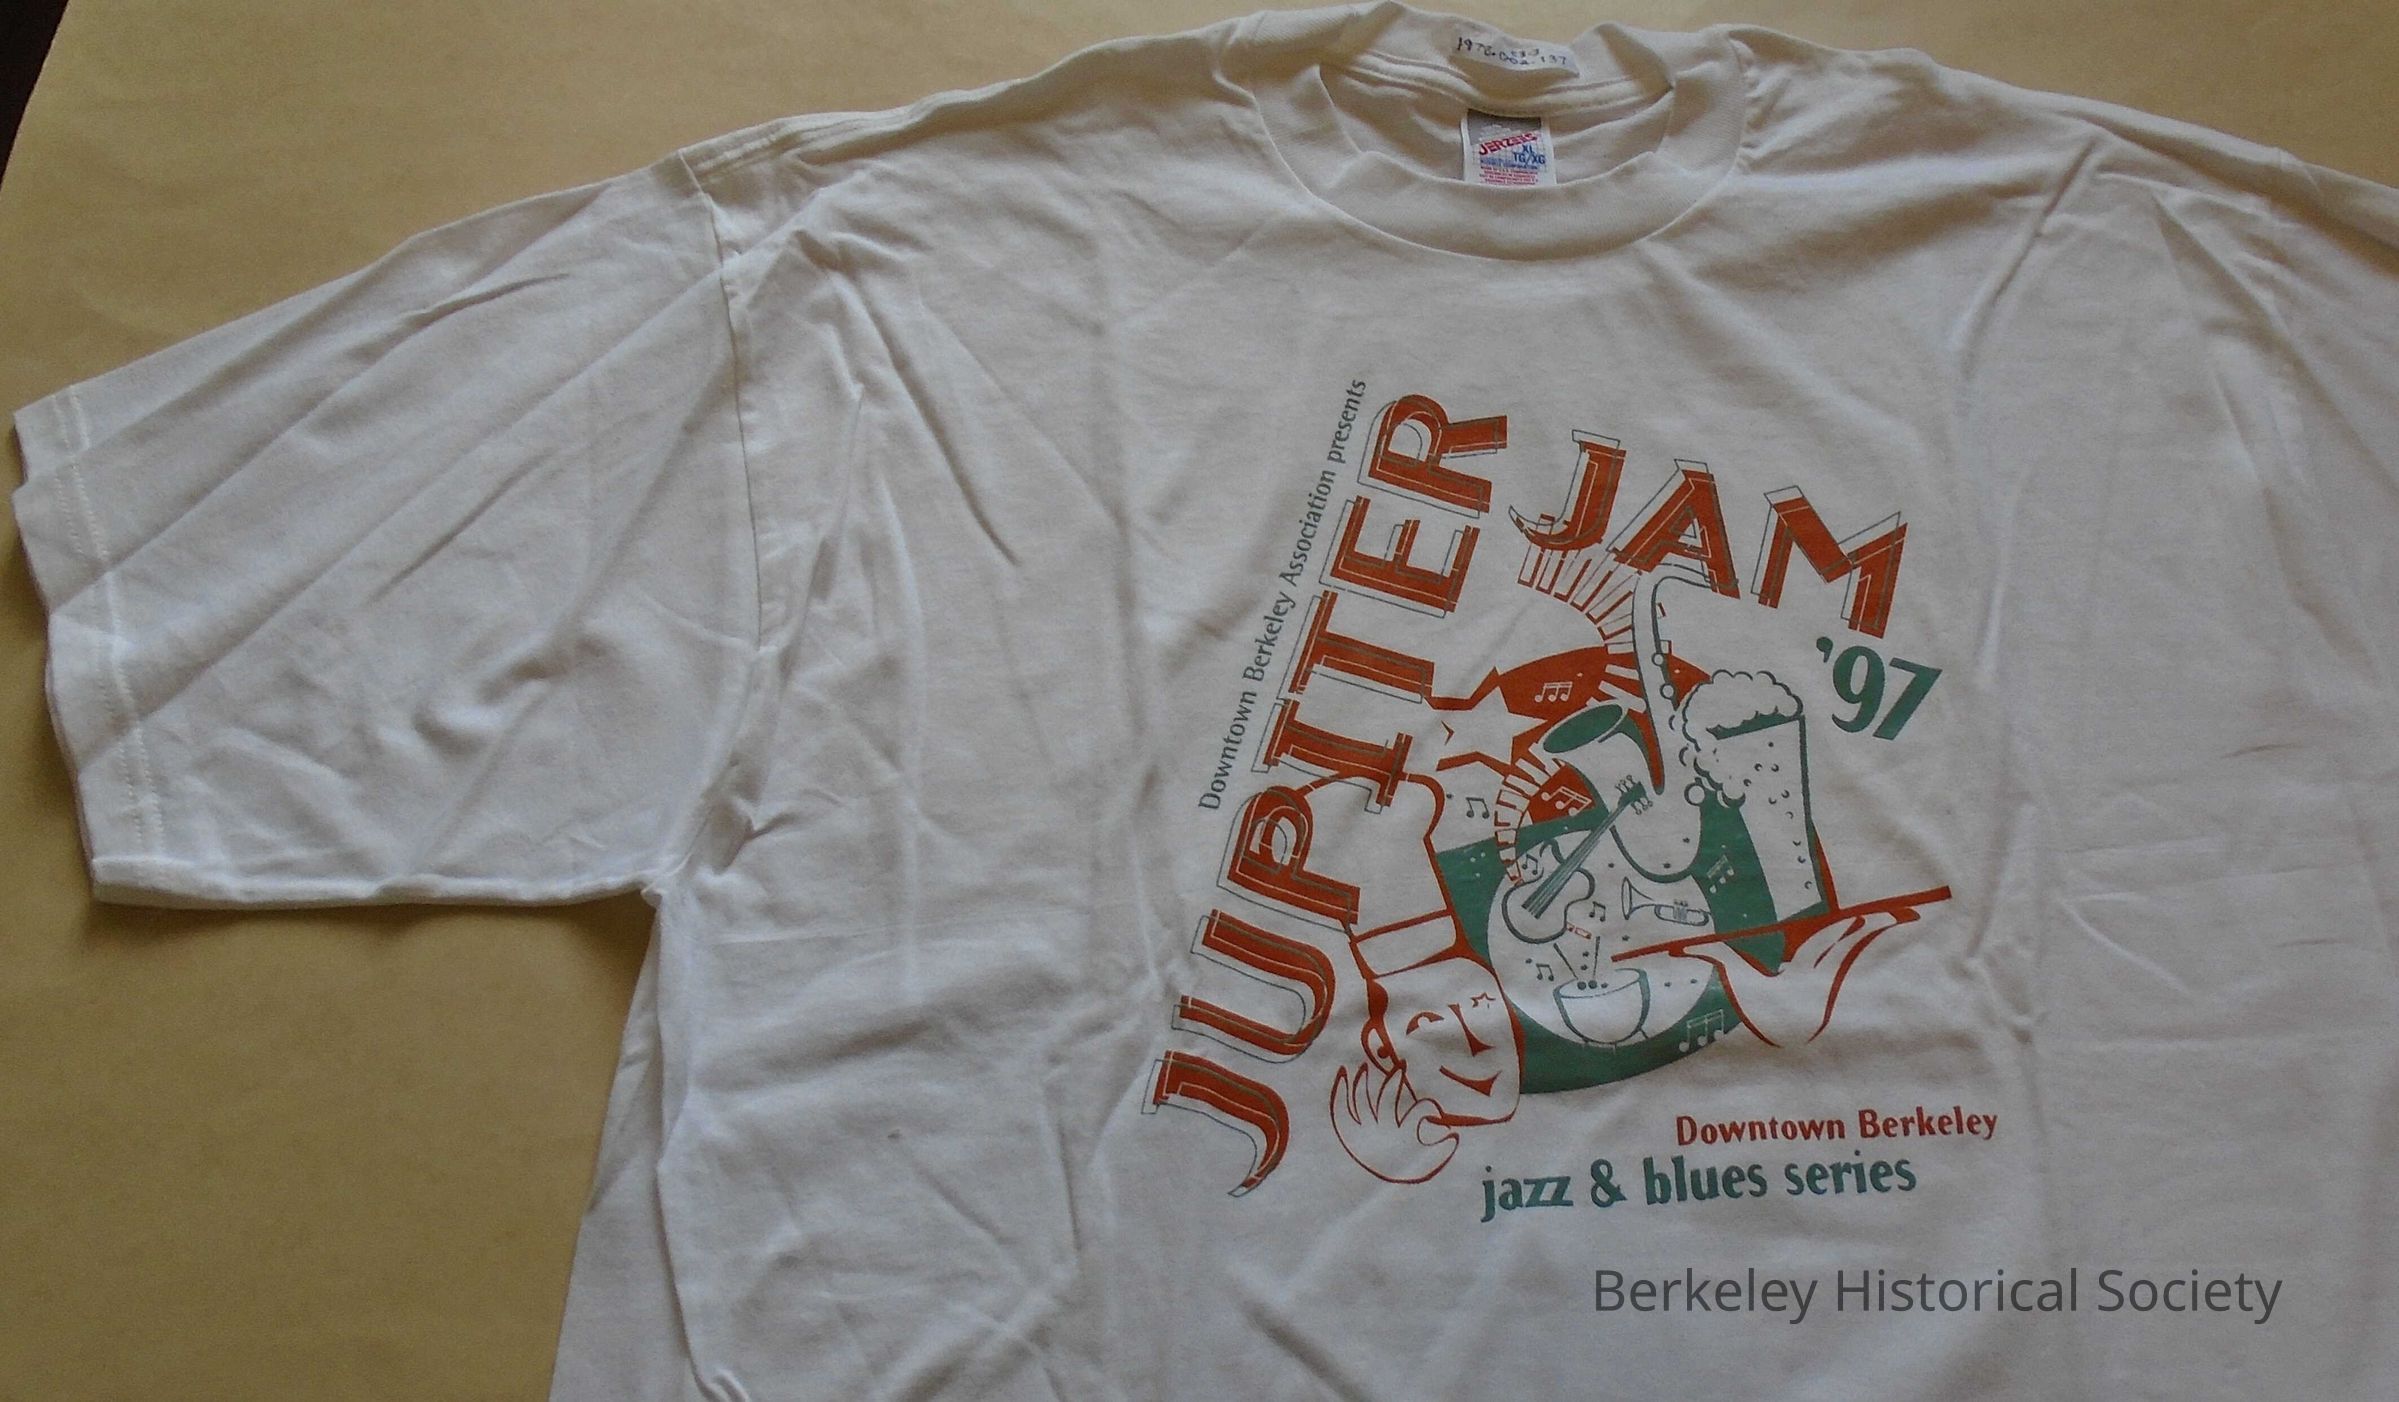 JERZEES
XL
TG/XG
Downtown Berkeley Association presents
JUPITER
JAM
'97
Downtown Berkeley
jazz & blues series
Berkeley Historical Society